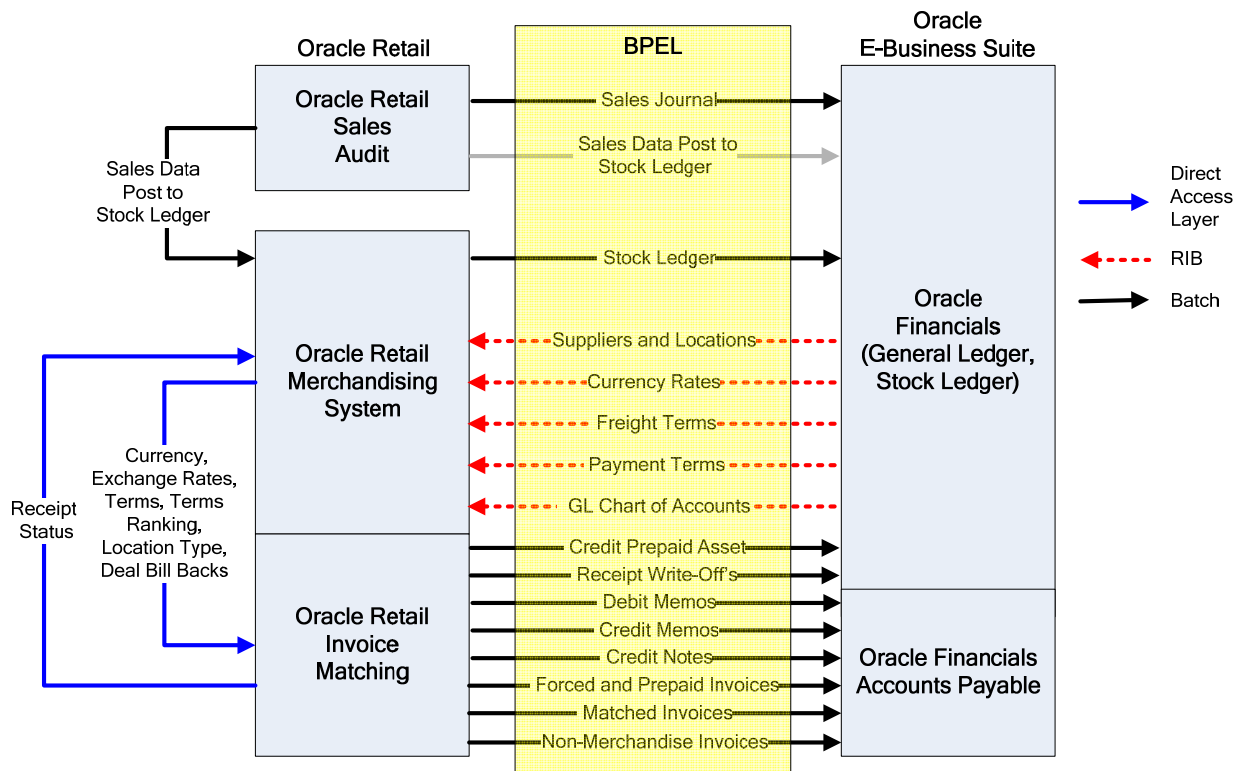 Oracle Retail
BPEL
Oracle
E-Business Suite
Oracle Retail
Sales
Audit
Sales Journal
Sales Data Post to
Stock Ledger
Sales Data
Post to
Stock Ledger
Direct
Access
Layer
RIB
Batch
Stock Ledger
Oracle Retail
Merchandising
System
Suppliers and Locations
Currency Rates
Freight Terms
Payment Terms
GL Chart of Accounts
Oracle
Financials
(General Ledger,
Stock Ledger)
Receipt
Status
Currency,
Exchange Rates,
Terms, Terms
Ranking,
Location Type,
Deal Bill Backs
Oracle Retail
Invoice
Matching
Credit Prepaid Asset
Receipt Write-Off's
Debit Memos
Credit Memos
Credit Notes
Forced and Prepaid Invoices
Matched Invoices
Non-Merchandise Invoices
Oracle Financials
Accounts Payable